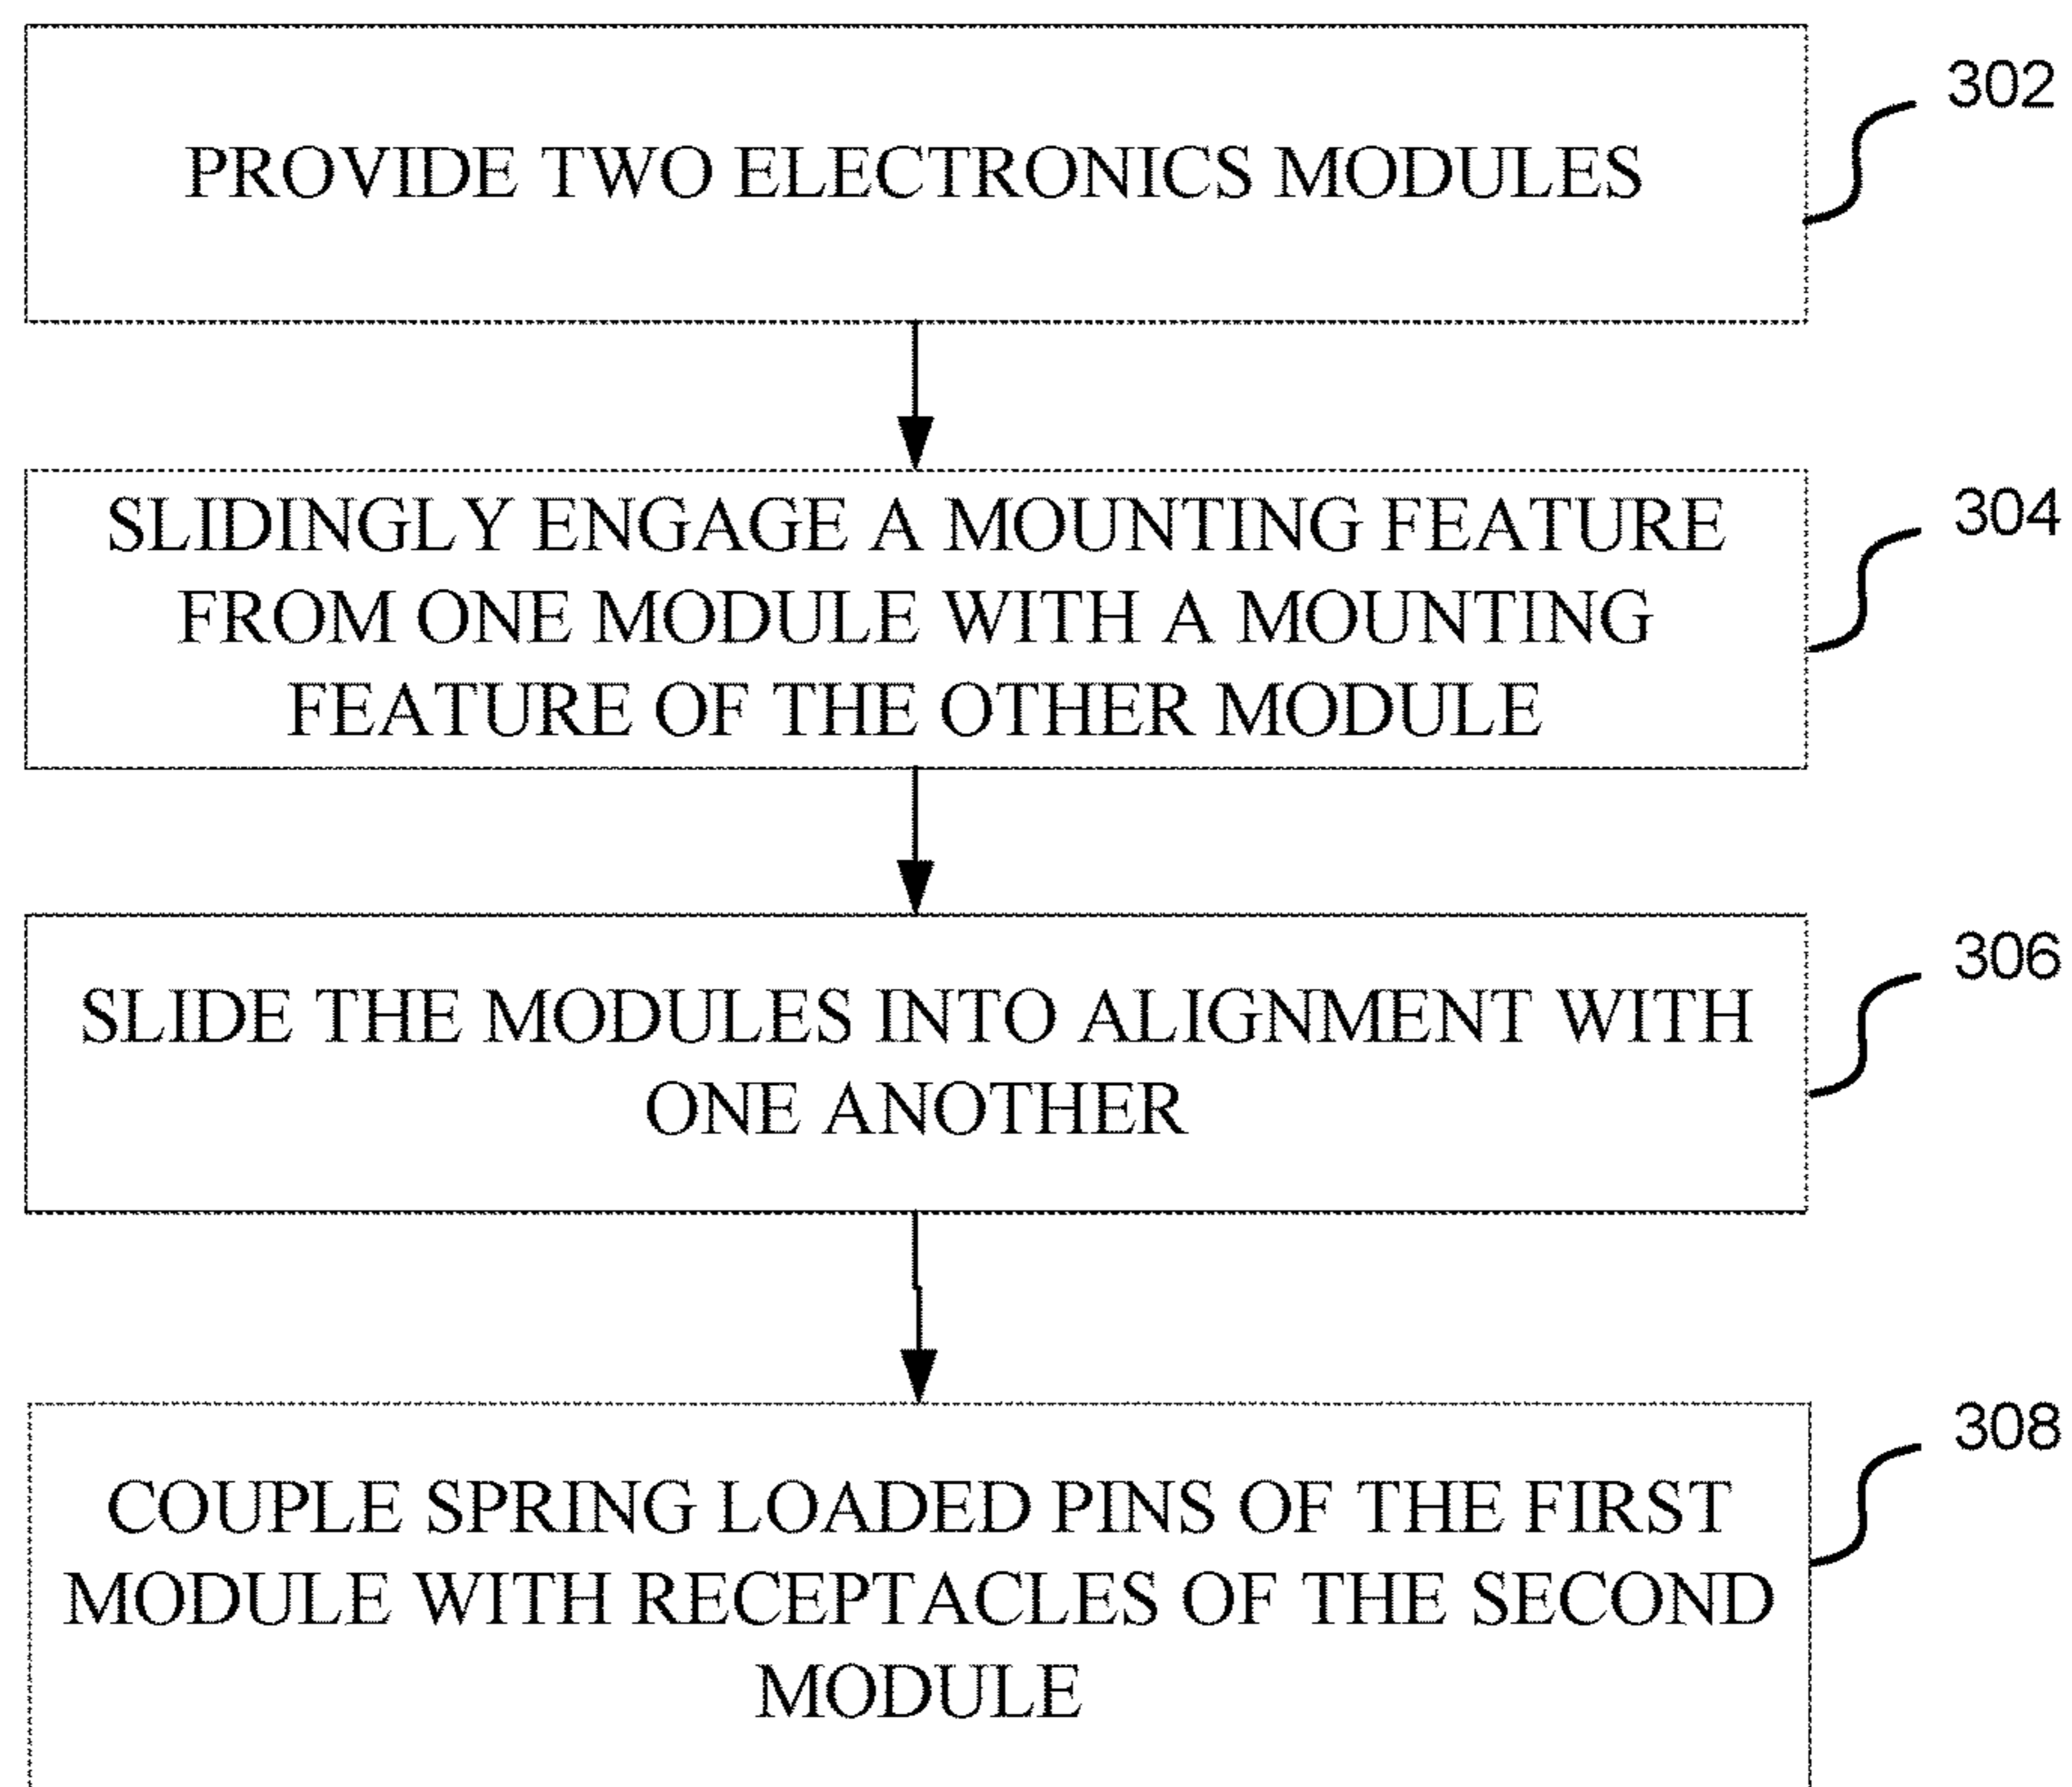 PROVIDE TWO ELECTRONICS MODULES
302
SLIDINGLY ENGAGE A MOUNTING FEATURE
FROM ONE MODULE WITH A MOUNTING
FEATURE OF THE OTHER MODULE
304
SLIDE THE MODULES INTO ALIGNMENT WITH
ONE ANOTHER
306
COUPLE SPRING LOADED PINS OF THE FIRST
MODULE WITH RECEPTACLES OF THE SECOND
MODULE
308